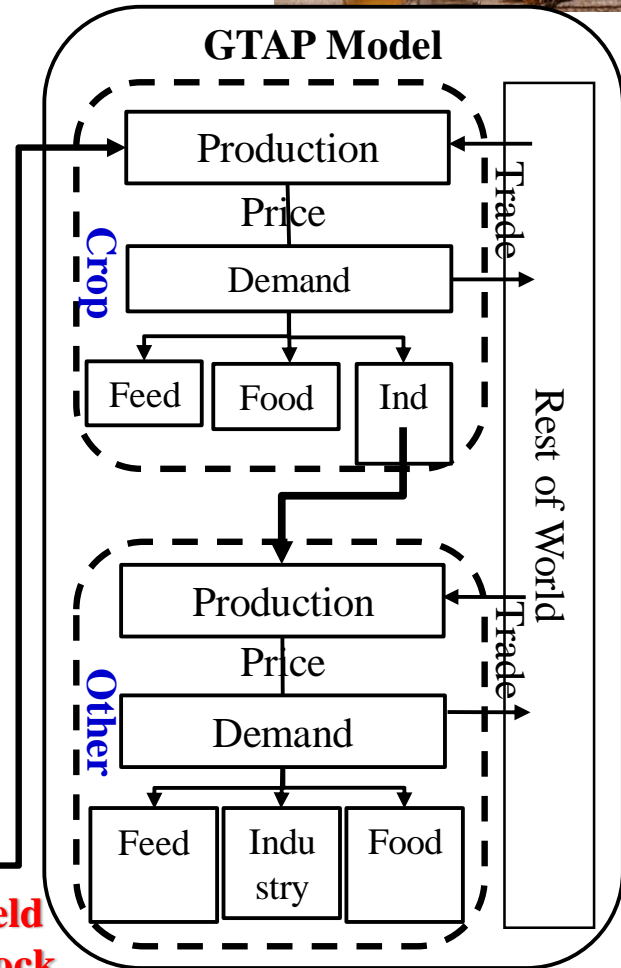 GTAP Model
Production
Price
Trade
Crop
Demand
Feed
Food
Ind
Rest of World
Production
Price
Trade
Other
Demand
Feed
Indu
stry
Food